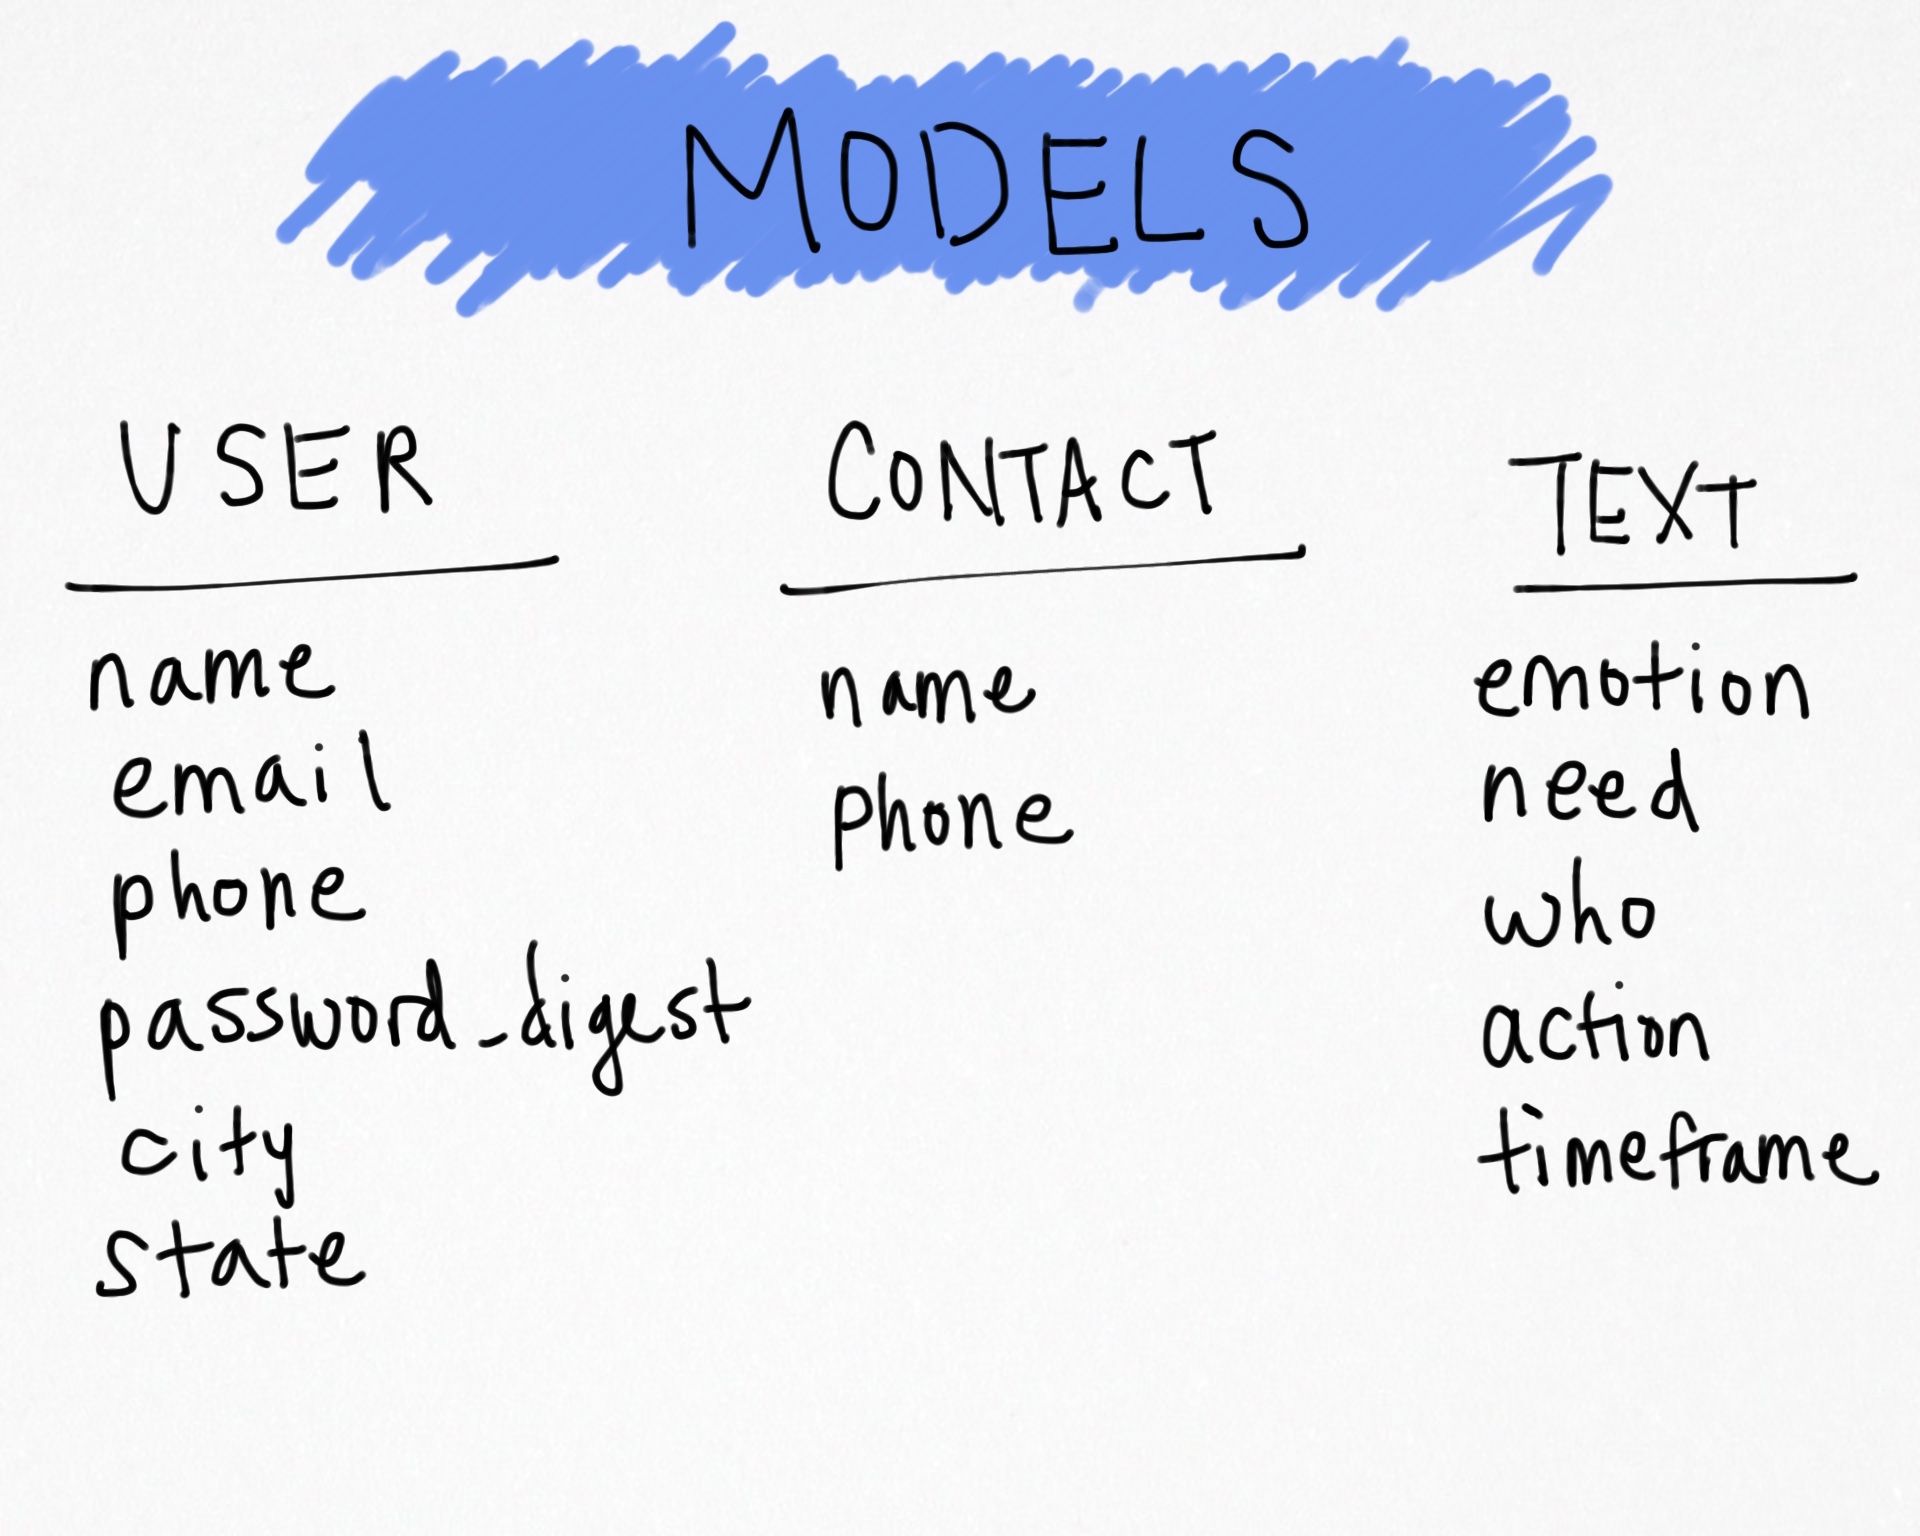 MODELS
USER
name
email
phone
password_digest
city
state
CONTACT
name
phone
TEXT
emotion
need
who
action
timeframe